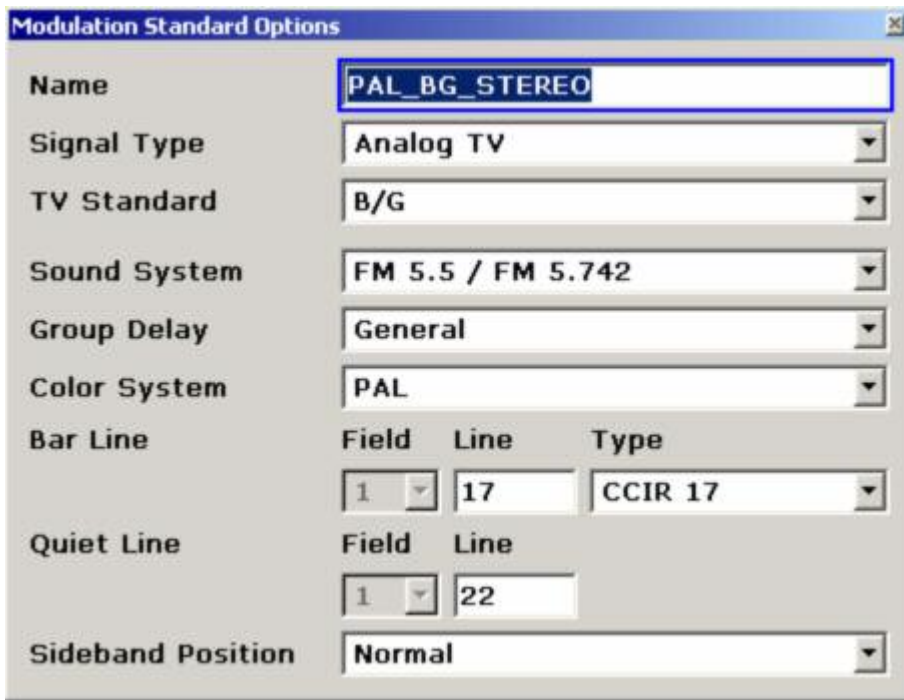 Modulation Standard Options
Name PAL_BG_STEREO
Signal Type Analog TV
TV Standard B/G
Sound System FM 5.5 / FM 5.742
Group Delay General
Color System PAL
Bar Line Field Line Type
1 17 CCIR 17
Quiet Line Field Line
1 22
Sideband Position Normal